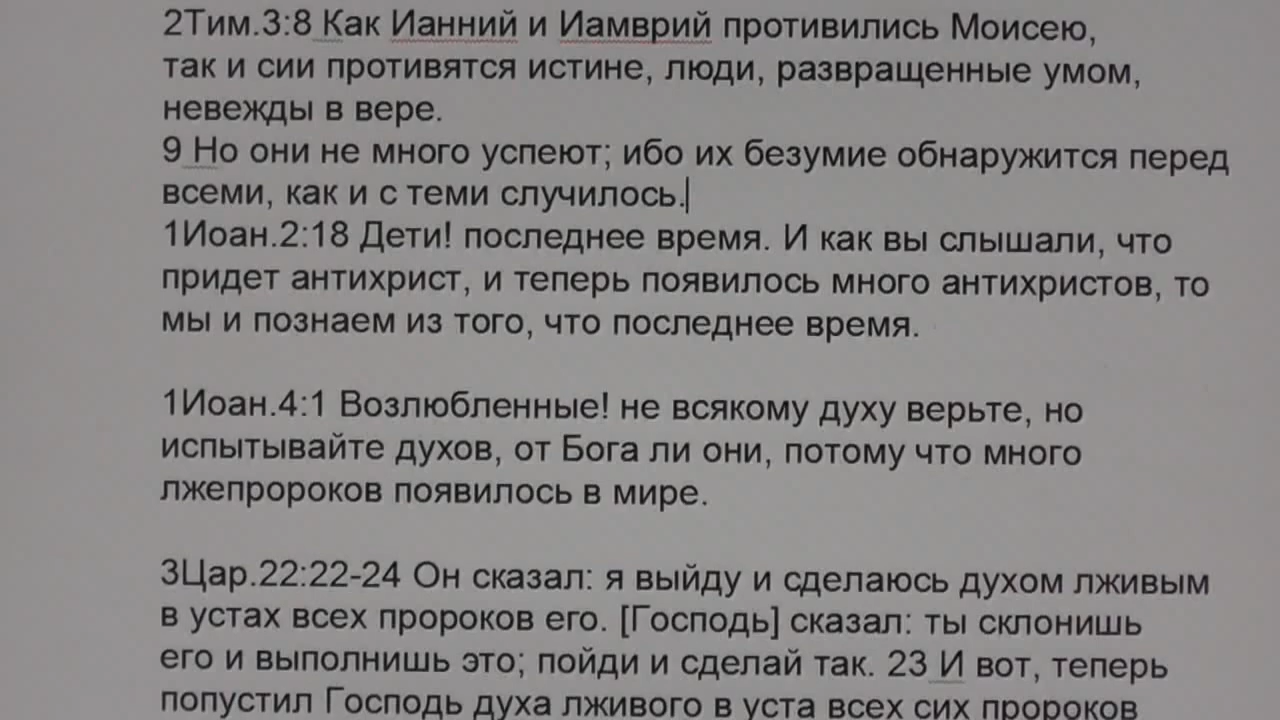 2Тим.3:8 Как Ианний и Иамврий противились Моисею,
так и сии противятся истине, люди, развращенные умом,
невежды в вере.
9 Но они не много успеют; ибо их безумие обнаружится перед
всеми, как и с теми случилось.
1Иоан.2:18 Дети! последнее время. И как вы слышали, что
придет антихрист, и теперь появилось много антихристов, то
мы и познаем из того, что последнее время.
1Иоан.4:1 Возлюбленные! не всякому духу верьте, но
испытывайте духов, от Бога ли они, потому что много
лжепророков появилось в мире.
3Цар.22:22-24 Он сказал: я выйду и сделаюсь духом лживым
в устах всех пророков его. [Господь] сказал: ты склонишь
его и выполнишь это; пойди и сделай так. 23 И вот, теперь
попустил Господь духа лживого в уста всех сих пророков